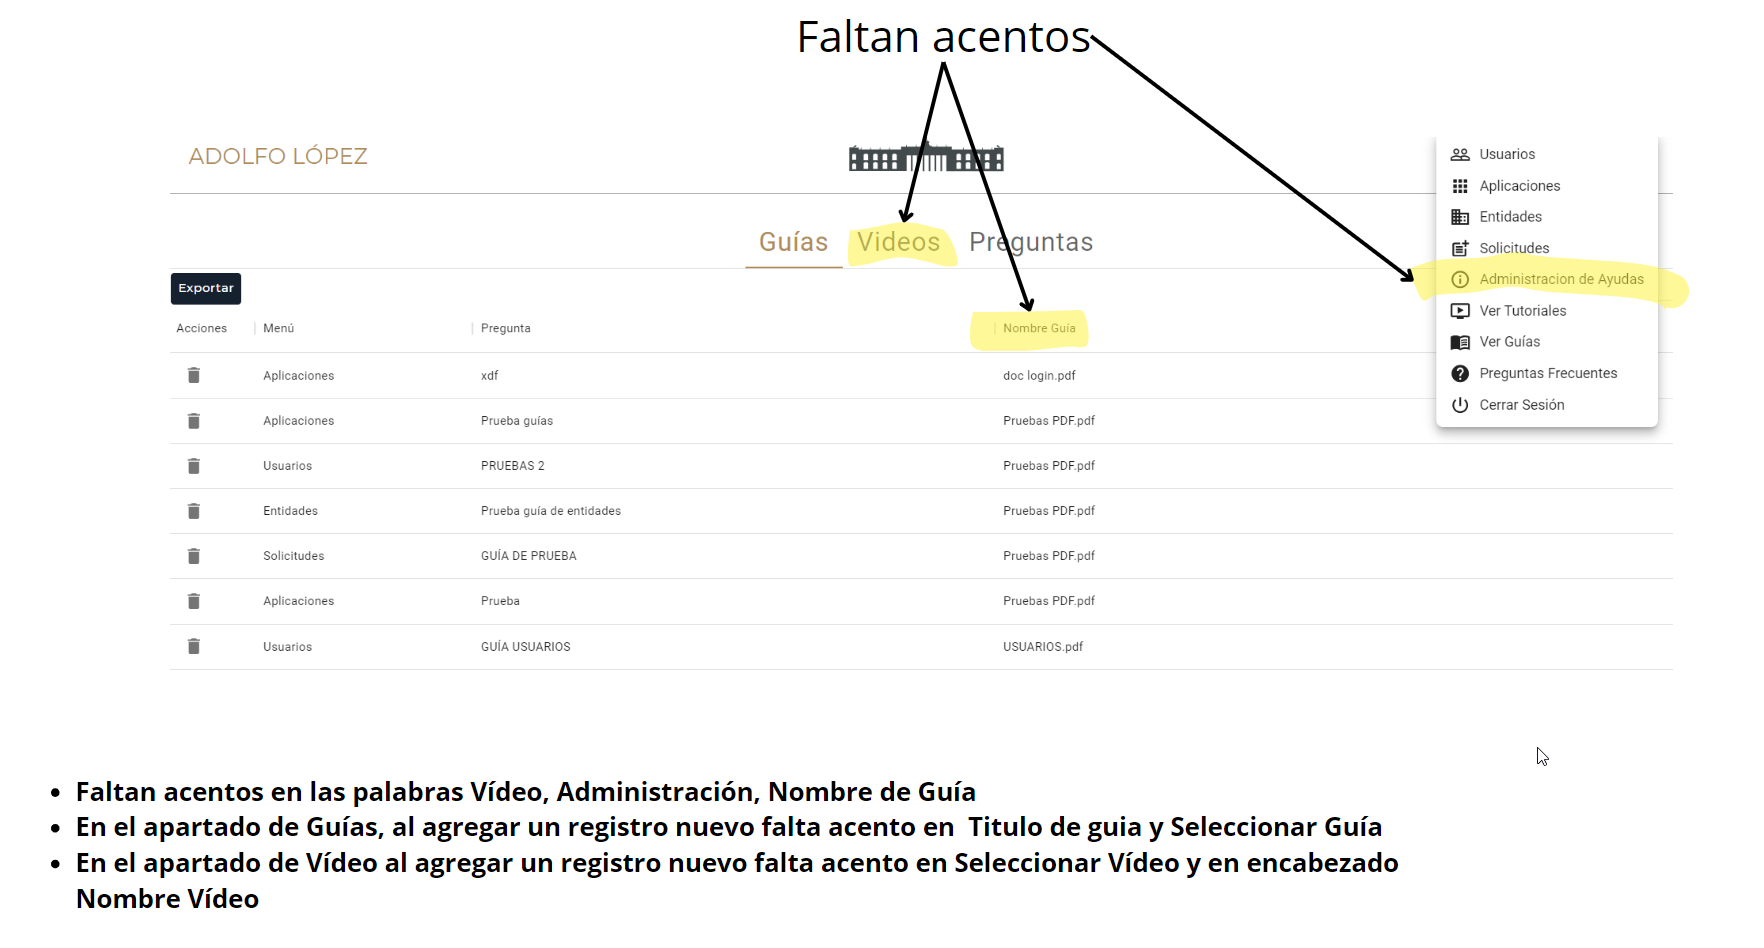 Faltan acentos
ADOLFO LÓPEZ
Usuarios
Aplicaciones
Entidades
Solicitudes
Administracion de Ayudas
Ver Tutoriales
Ver Guías
Preguntas Frecuentes
Cerrar Sesión
Guías Videos Preguntas
Exportar
Acciones Menú Pregunta Nombre Guía
Aplicaciones xdf doc login.pdf
Aplicaciones Prueba guías Pruebas PDF.pdf
Usuarios PRUEBAS 2 Pruebas PDF.pdf
Entidades Prueba guía de entidades Pruebas PDF.pdf
Solicitudes GUÍA DE PRUEBA Pruebas PDF.pdf
Aplicaciones Prueba Pruebas PDF.pdf
Usuarios GUÍA USUARIOS USUARIOS.pdf
• Faltan acentos en las palabras Vídeo, Administración, Nombre de Guía
• En el apartado de Guías, al agregar un registro nuevo falta acento en Titulo de guia y Seleccionar Guía
• En el apartado de Vídeo al agregar un registro nuevo falta acento en Seleccionar Vídeo y en encabezado
Nombre Vídeo